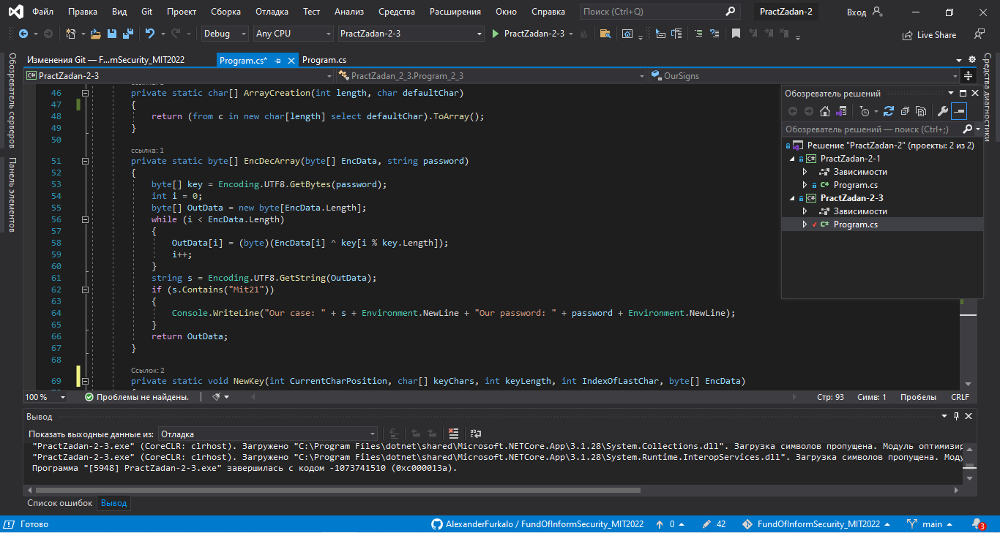 Файл Правка Вид Git Проект Сборка Отладка Тест Анализ Средства Расширения Окно Справка Поиск (Ctrl+Q) PractZadan-2 Вход
Debug Any CPU PractZadan-2-3 PractZadan-2-3 Live Share
Обозреватель серверов
Панель элементов
Изменения Git — F...mSecurity_MIT2022 Program.cs* Program.cs
Средства диагностики
C# PractZadan-2-3 PractZadan_2_3.Program_2_3 OurSigns
46 private static char[] ArrayCreation(int length, char defaultChar)
47 {
48 return (from c in new char[length] select defaultChar).ToArray();
49 }
50
ссылка: 1
51 private static byte[] EncDecArray(byte[] EncData, string password)
52 {
53 byte[] key = Encoding.UTF8.GetBytes(password);
54 int i = 0;
55 byte[] OutData = new byte[EncData.Length];
56 while (i < EncData.Length)
57 {
58 OutData[i] = (byte)(EncData[i] ^ key[i % key.Length]);
59 i++;
60 }
61 string s = Encoding.UTF8.GetString(OutData);
62 if (s.Contains("Mit21"))
63 {
64 Console.WriteLine("Our case: " + s + Environment.NewLine + "Our password: " + password + Environment.NewLine);
65 }
66 return OutData;
67 }
68
Ссылок: 2
69 private static void NewKey(int CurrentCharPosition, char[] keyChars, int keyLength, int IndexOfLastChar, byte[] EncData)
Обозреватель решений
Обозреватель решений — поиск (Ctrl+;)
Решение "PractZadan-2" (проекты: 2 из 2)
C# PractZadan-2-1
Зависимости
C# Program.cs
C# PractZadan-2-3
Зависимости
C# Program.cs
100 % Проблемы не найдены. Стр: 93 Симв: 1 Пробелы CRLF
Вывод
Показать выходные данные из: Отладка
"PractZadan-2-3.exe" (CoreCLR: clrhost). Загружено "C:\Program Files\dotnet\shared\Microsoft.NETCore.App\3.1.28\System.Collections.dll". Загрузка символов пропущена. Модуль оптимизир
"PractZadan-2-3.exe" (CoreCLR: clrhost). Загружено "C:\Program Files\dotnet\shared\Microsoft.NETCore.App\3.1.28\System.Runtime.InteropServices.dll". Загрузка символов пропущена. Моду
Программа "[5948] PractZadan-2-3.exe" завершилась с кодом -1073741510 (0xc000013a).
Список ошибок Вывод
Готово AlexanderFurkalo / FundOfInformSecurity_MIT2022 0 42 FundOfInformSecurity_MIT2022 main 3